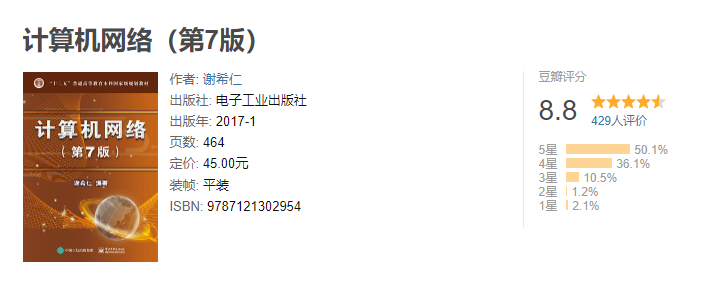 计算机网络（第7版）
"十二五"普通高等教育本科国家级规划教材
计算机网络
（第7版）
谢希仁 编著
作者: 谢希仁
出版社: 电子工业出版社
出版年: 2017-1
页数: 464
定价: 45.00元
装帧: 平装
ISBN: 9787121302954
豆瓣评分
8.8
429人评价
5星 50.1%
4星 36.1%
3星 10.5%
2星 1.2%
1星 2.1%